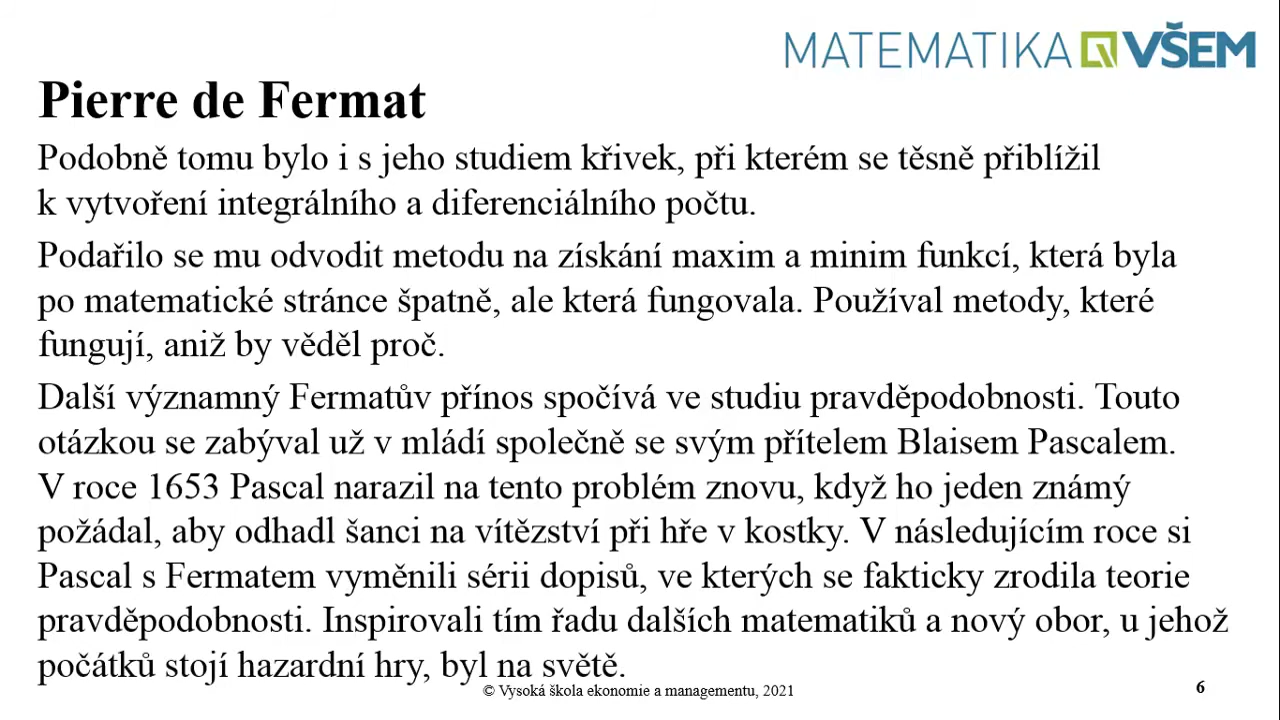 MATEMATIKA VŠEM
Pierre de Fermat
Podobně tomu bylo i s jeho studiem křivek, při kterém se těsně přiblížil
k vytvoření integrálního a diferenciálního počtu.
Podařilo se mu odvodit metodu na získání maxim a minim funkcí, která byla
po matematické stránce špatně, ale která fungovala. Používal metody, které
fungují, aniž by věděl proč.
Další významný Fermatův přínos spočívá ve studiu pravděpodobnosti. Touto
otázkou se zabýval už v mládí společně se svým přítelem Blaisem Pascalem.
V roce 1653 Pascal narazil na tento problém znovu, když ho jeden známý
požádal, aby odhadl šanci na vítězství při hře v kostky. V následujícím roce si
Pascal s Fermatem vyměnili sérii dopisů, ve kterých se fakticky zrodila teorie
pravděpodobnosti. Inspirovali tím řadu dalších matematiků a nový obor, u jehož
počátků stojí hazardní hry, byl na světě.
© Vysoká škola ekonomie a managementu, 2021
6